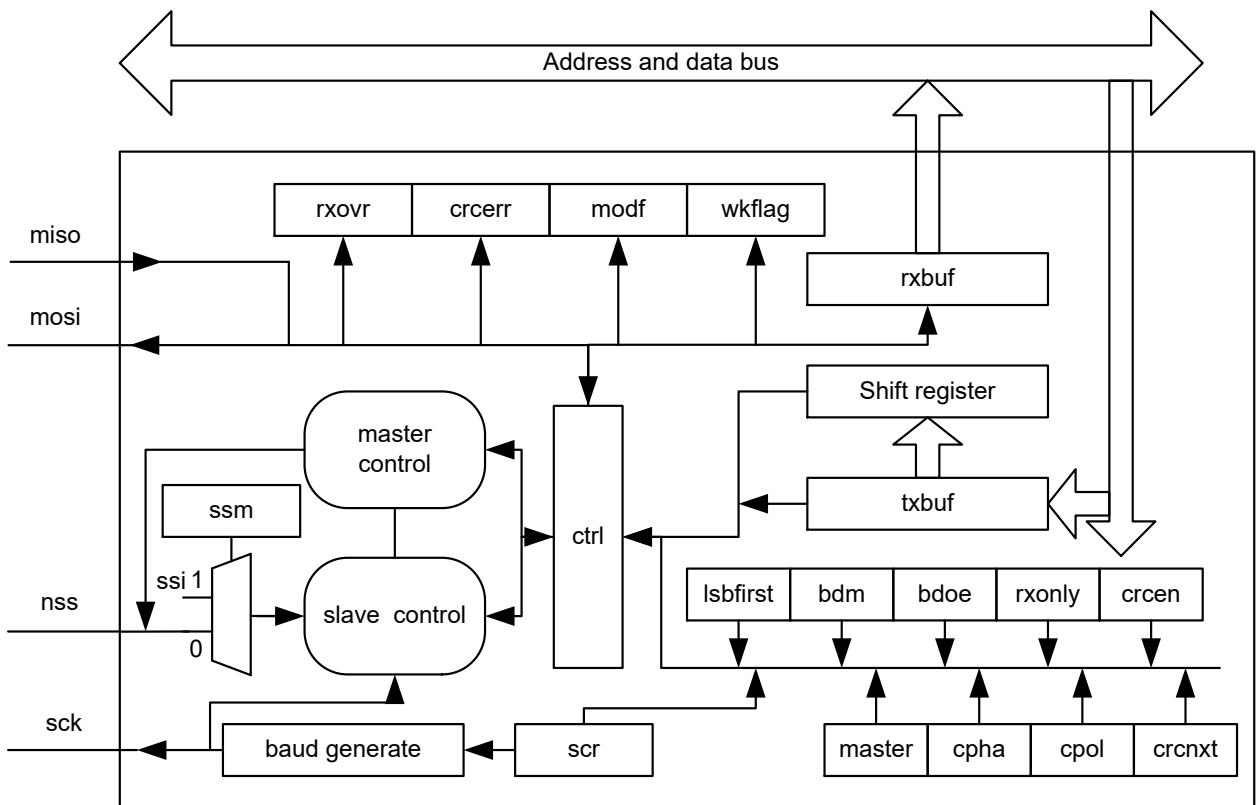 Address and data bus
rxovr crcerr modf wkflag
miso
rxbuf
mosi
Shift register
master
control
ssm
txbuf
ctrl
ssi 1
lsbfirst bdm bdoe rxonly crcen
nss
slave control
0
sck
baud generate
scr
master cpha cpol crcnxt